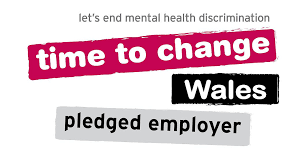 let's end mental health discrimination
time to change
Wales
pledged employer